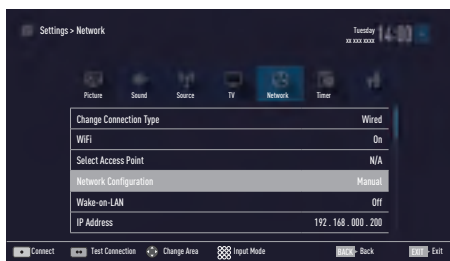 Settings > Network
Tuesday
xx xxx xxxx
14:00
Picture Sound Source TV Network Timer
Change Connection Type Wired
WiFi On
Select Access Point N/A
Network Configuration Manual
Wake-on-LAN Off
IP Address 192 . 168 . 000 . 200
Connect Test Connection Change Area Input Mode BACK Back EXIT Exit